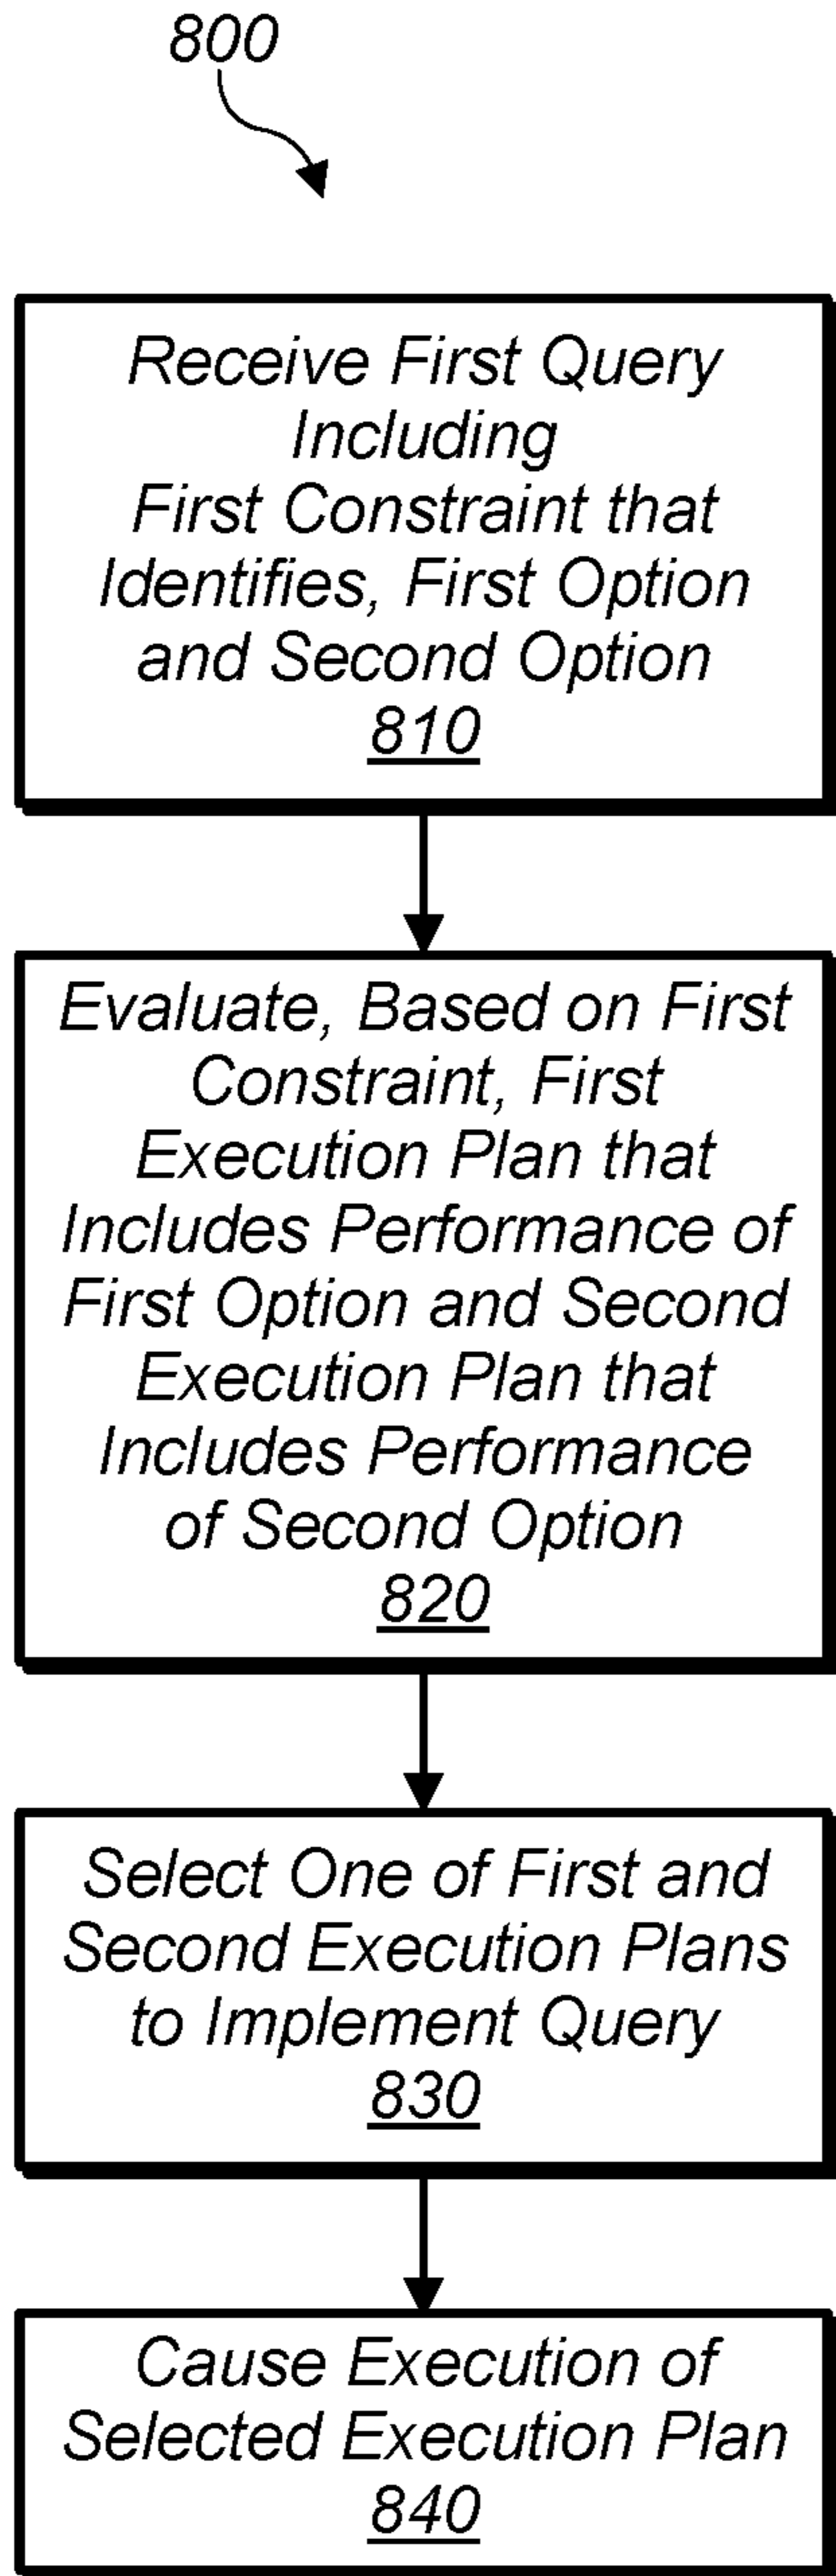 800
Receive First Query
Including
First Constraint that
Identifies, First Option
and Second Option
810
Evaluate, Based on First
Constraint, First
Execution Plan that
Includes Performance of
First Option and Second
Execution Plan that
Includes Performance
of Second Option
820
Select One of First and
Second Execution Plans
to Implement Query
830
Cause Execution of
Selected Execution Plan
840